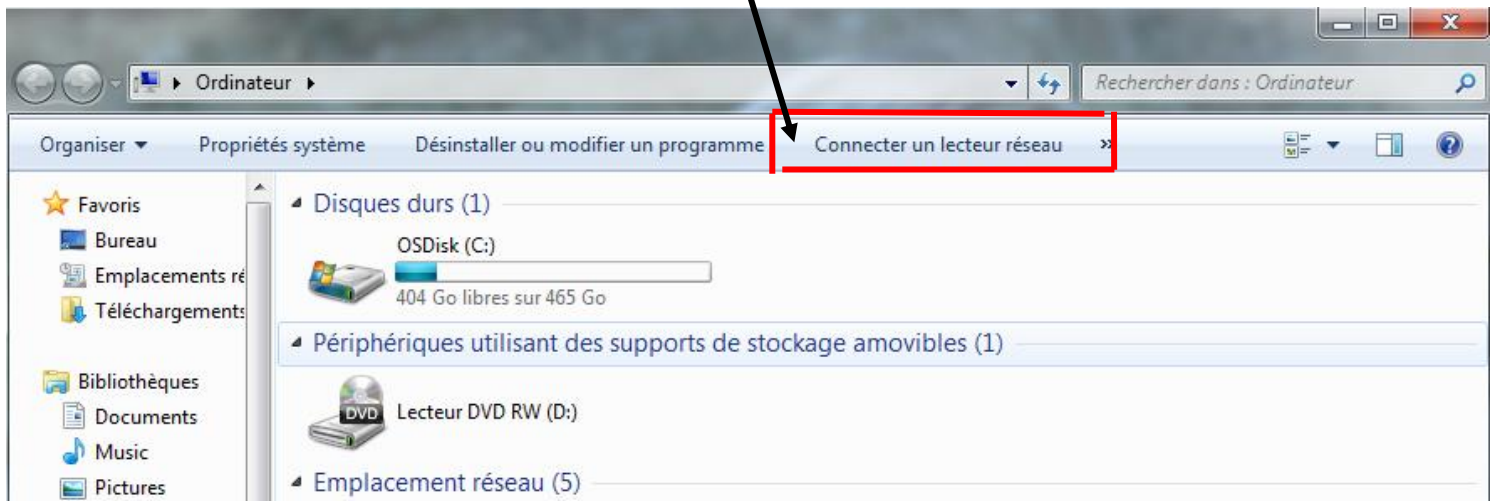 Ordinateur
Rechercher dans : Ordinateur
Organiser Propriétés système Désinstaller ou modifier un programme Connecter un lecteur réseau »
Favoris
Bureau
Emplacements ré
Téléchargements
Bibliothèques
Documents
Music
Pictures
Disques durs (1)
OSDisk (C:)
404 Go libres sur 465 Go
Périphériques utilisant des supports de stockage amovibles (1)
DVD
Lecteur DVD RW (D:)
Emplacement réseau (5)